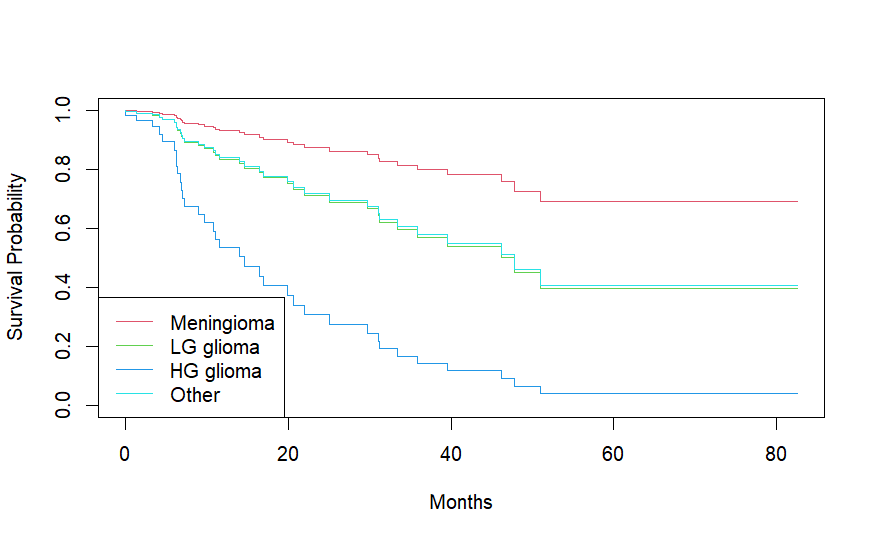 Survival Probability
1.0
0.8
0.6
0.4
0.2
0.0
Meningioma
LG glioma
HG glioma
Other
0 20 40 60 80
Months